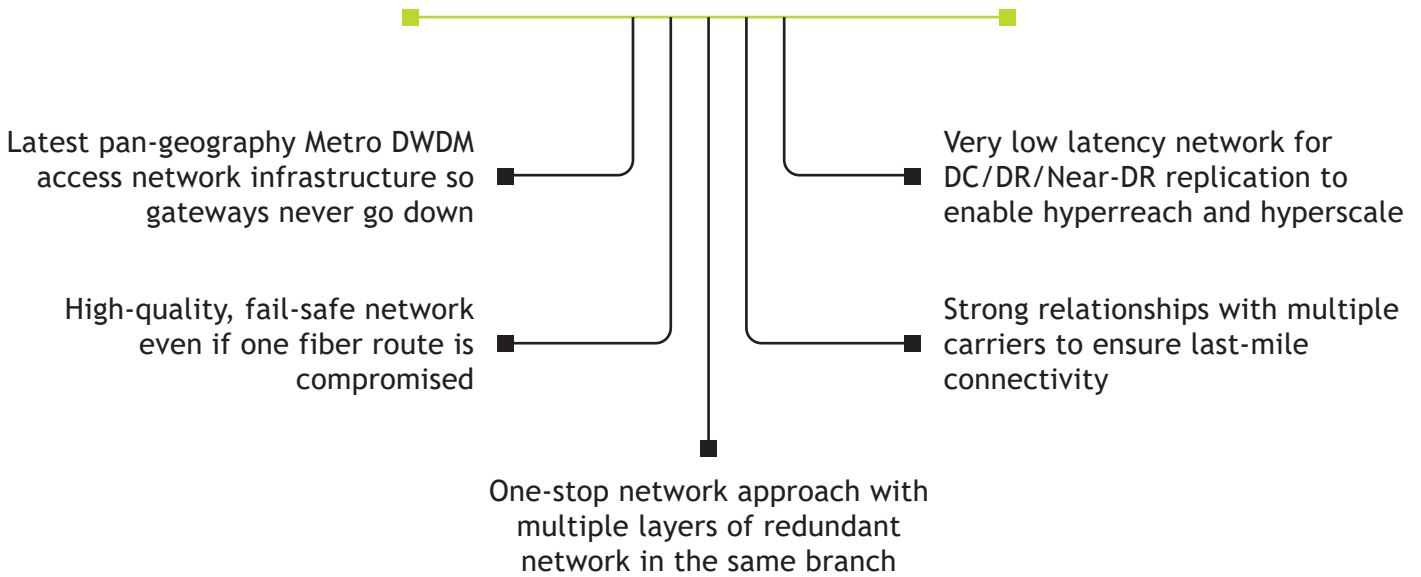 Latest pan-geography Metro DWDM
access network infrastructure so
gateways never go down
High-quality, fail-safe network
even if one fiber route is
compromised
One-stop network approach with
multiple layers of redundant
network in the same branch
Very low latency network for
DC/DR/Near-DR replication to
enable hyperreach and hyperscale
Strong relationships with multiple
carriers to ensure last-mile
connectivity